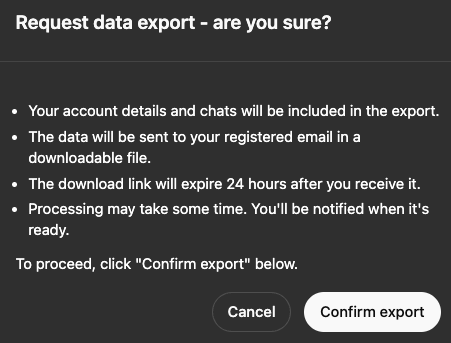 Request data export - are you sure?
• Your account details and chats will be included in the export.
• The data will be sent to your registered email in a
downloadable file.
• The download link will expire 24 hours after you receive it.
• Processing may take some time. You'll be notified when it's
ready.
To proceed, click "Confirm export" below.
Cancel
Confirm export